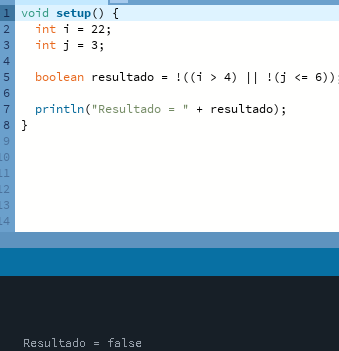 1 void setup() {
2 int i = 22;
3 int j = 3;
4
5 boolean resultado = !((i > 4) || !(j <= 6));
6
7 println("Resultado = " + resultado);
8 }
9
10
11
12
13
14
Resultado = false